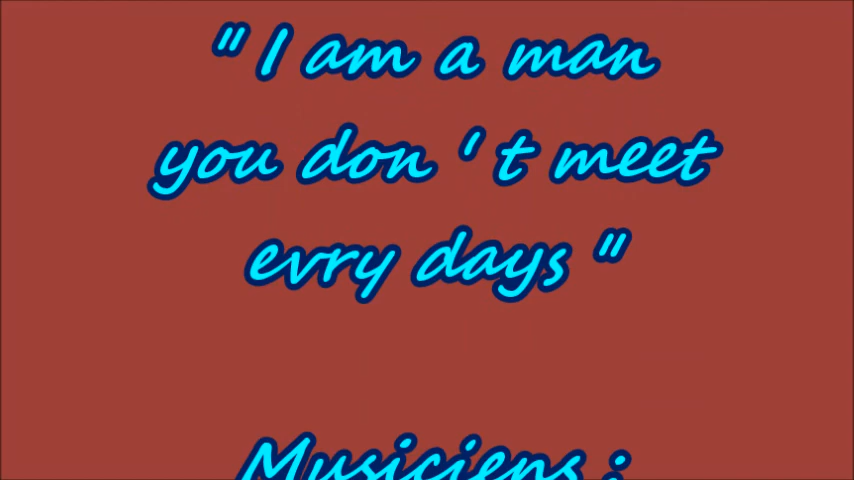 " I am a man
you don ' t meet
evry days "
Musiciens :